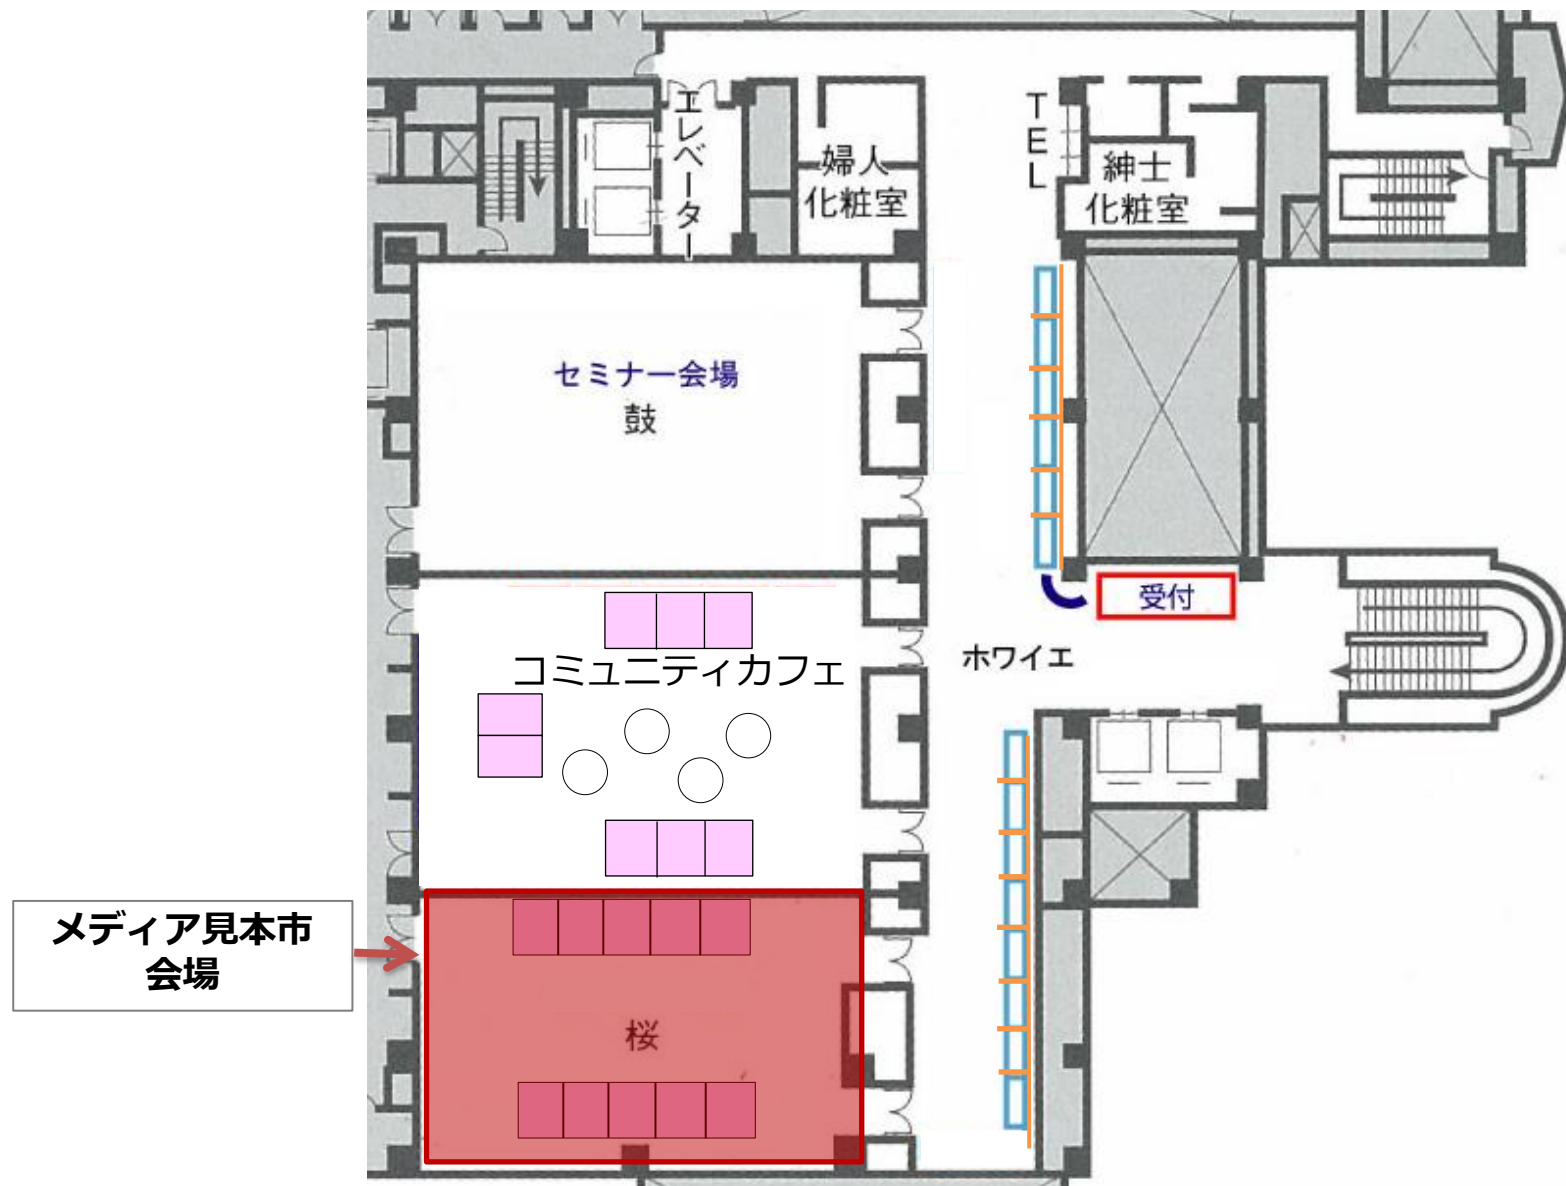 エレベーター
婦人
化粧室
TEL
紳士
化粧室
セミナー会場
鼓
受付
コミュニティカフェ
ホワイエ
メディア見本市
会場
桜